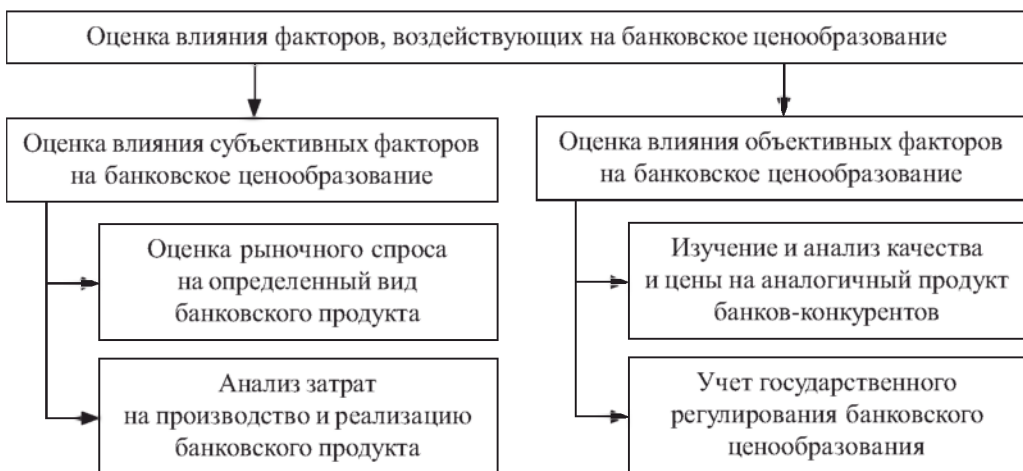 Оценка влияния факторов, воздействующих на банковское ценообразование
Оценка влияния субъективных факторов
на банковское ценообразование
Оценка рыночного спроса
на определенный вид
банковского продукта
Анализ затрат
на производство и реализацию
банковского продукта
Оценка влияния объективных факторов
на банковское ценообразование
Изучение и анализ качества
и цены на аналогичный продукт
банков-конкурентов
Учет государственного
регулирования банковского
ценообразования